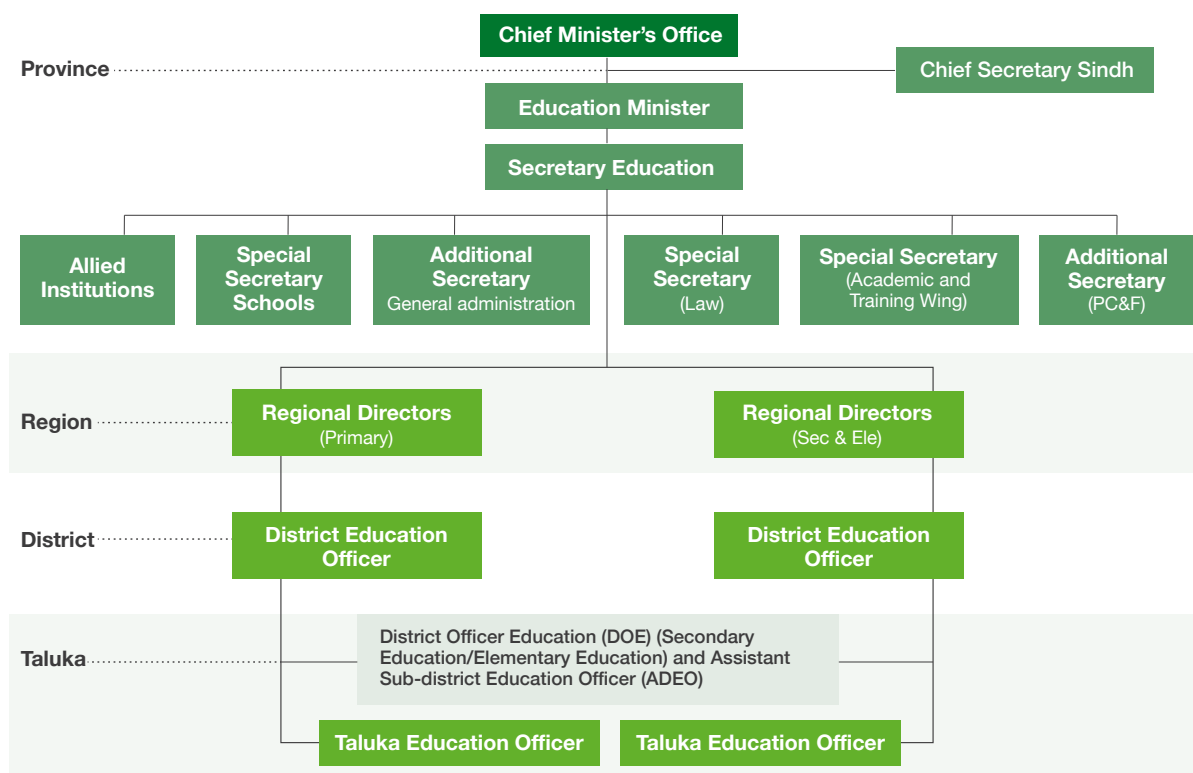 Chief Minister’s Office
Province
Chief Secretary Sindh
Education Minister
Secretary Education
Allied
Institutions
Special
Secretary
Schools
Additional
Secretary
General administration
Special
Secretary
(Law)
Special Secretary
(Academic and
Training Wing)
Additional
Secretary
(PC&F)
Region
Regional Directors
(Primary)
Regional Directors
(Sec & Ele)
District
District Education
Officer
District Education
Officer
Taluka
District Officer Education (DOE) (Secondary
Education/Elementary Education) and Assistant
Sub-district Education Officer (ADEO)
Taluka Education Officer
Taluka Education Officer